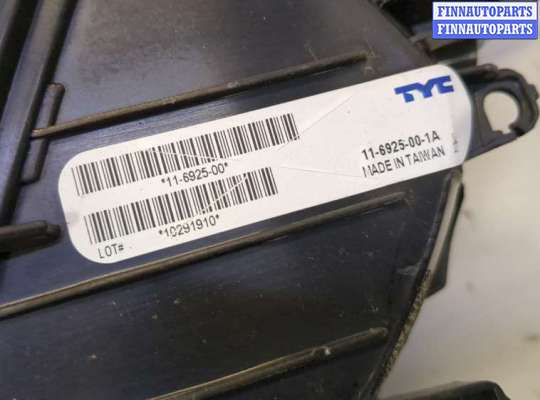 FINNAUTOPARTS
FINNAUTOPARTS
TYC
*11-6925-00*
11-6925-00-1A
MADE IN TAIWAN
LOT#
*10291910*